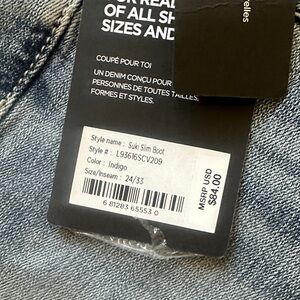 OF ALL SH
SIZES AND
COUPÉ POUR TOI
UN DENIM CONÇU POUR
PERSONNES DE TOUTES TAILLES,
FORMES ET STYLES.
Style name : Suki Slim Boot
Style # : L93616SCV209
Color : Indigo
Size/Inseam : 24/33
6 81283 65553 0
MSRP USD
$84.00
elles